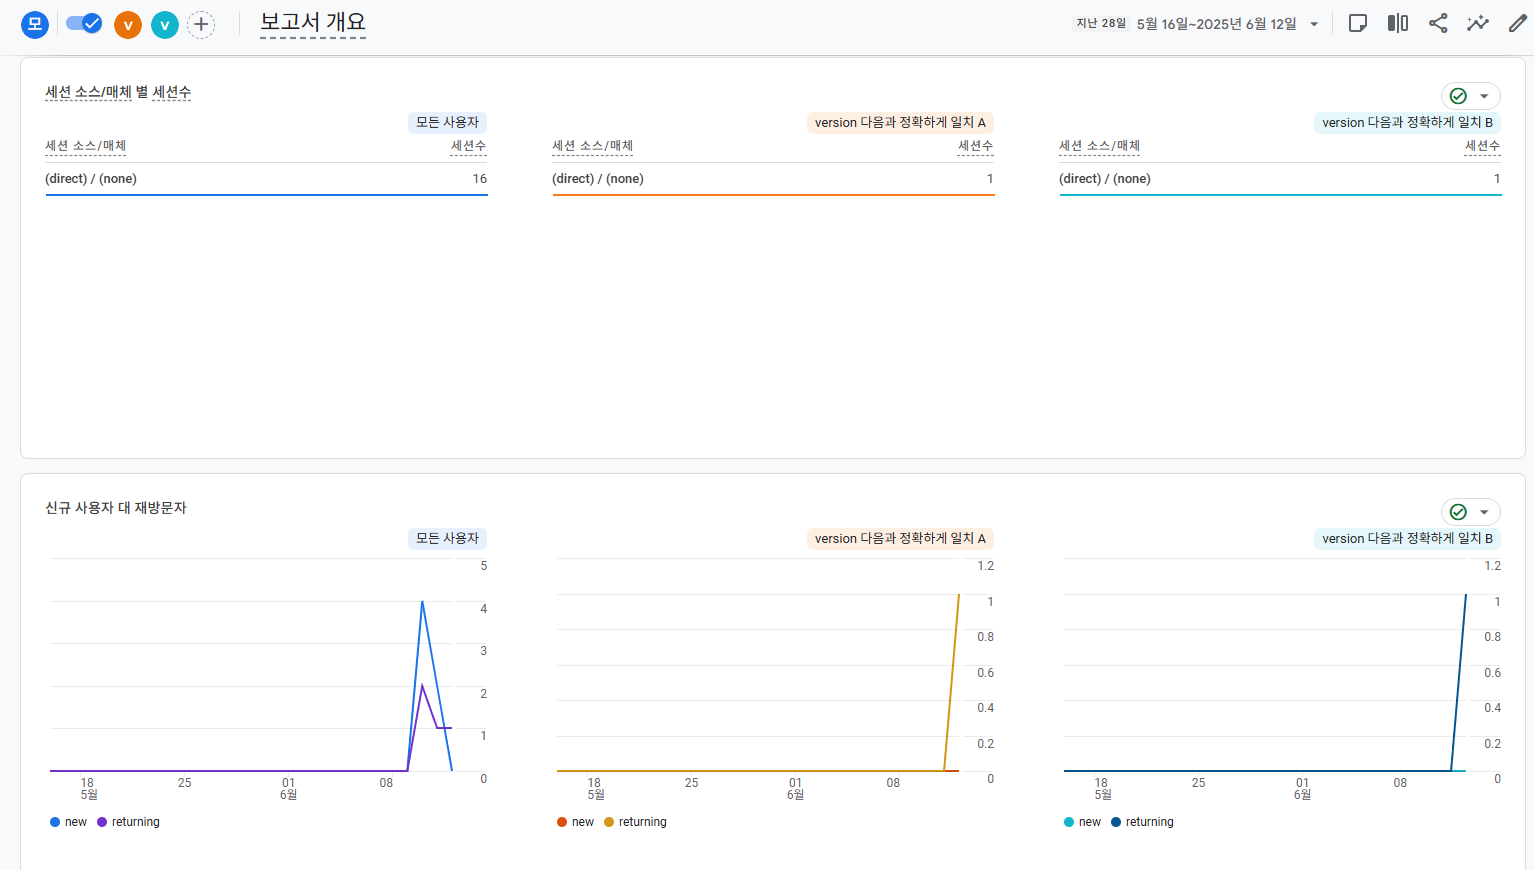 모 v v 보고서 개요 지난 28일 5월 16일~2025년 6월 12일
세션 소스/매체 별 세션수
모든 사용자 version 다음과 정확하게 일치 A version 다음과 정확하게 일치 B
세션 소스/매체 세션수 세션 소스/매체 세션수 세션 소스/매체 세션수
(direct) / (none) 16 (direct) / (none) 1 (direct) / (none) 1
신규 사용자 대 재방문자
모든 사용자 version 다음과 정확하게 일치 A version 다음과 정확하게 일치 B
5 1.2 1.2
4 1 1
3 0.8 0.8
2 0.6 0.6
1 0.4 0.4
0.2 0.2
0 0 0
18 25 01 08 18 25 01 08 18 25 01 08
5월 6월 5월 6월 5월 6월
new returning new returning new returning